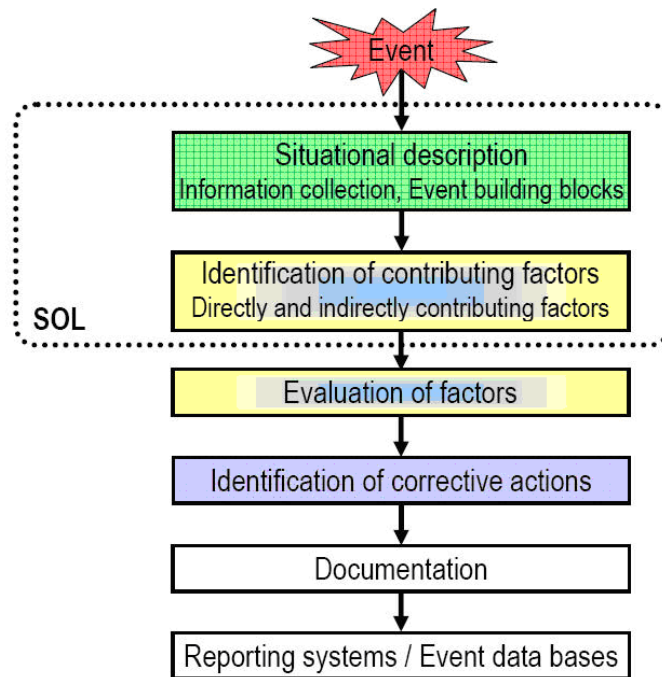 Event
Situational description
Information collection, Event building blocks
Identification of contributing factors
Directly and indirectly contributing factors
SOL
Evaluation of factors
Identification of corrective actions
Documentation
Reporting systems / Event data bases